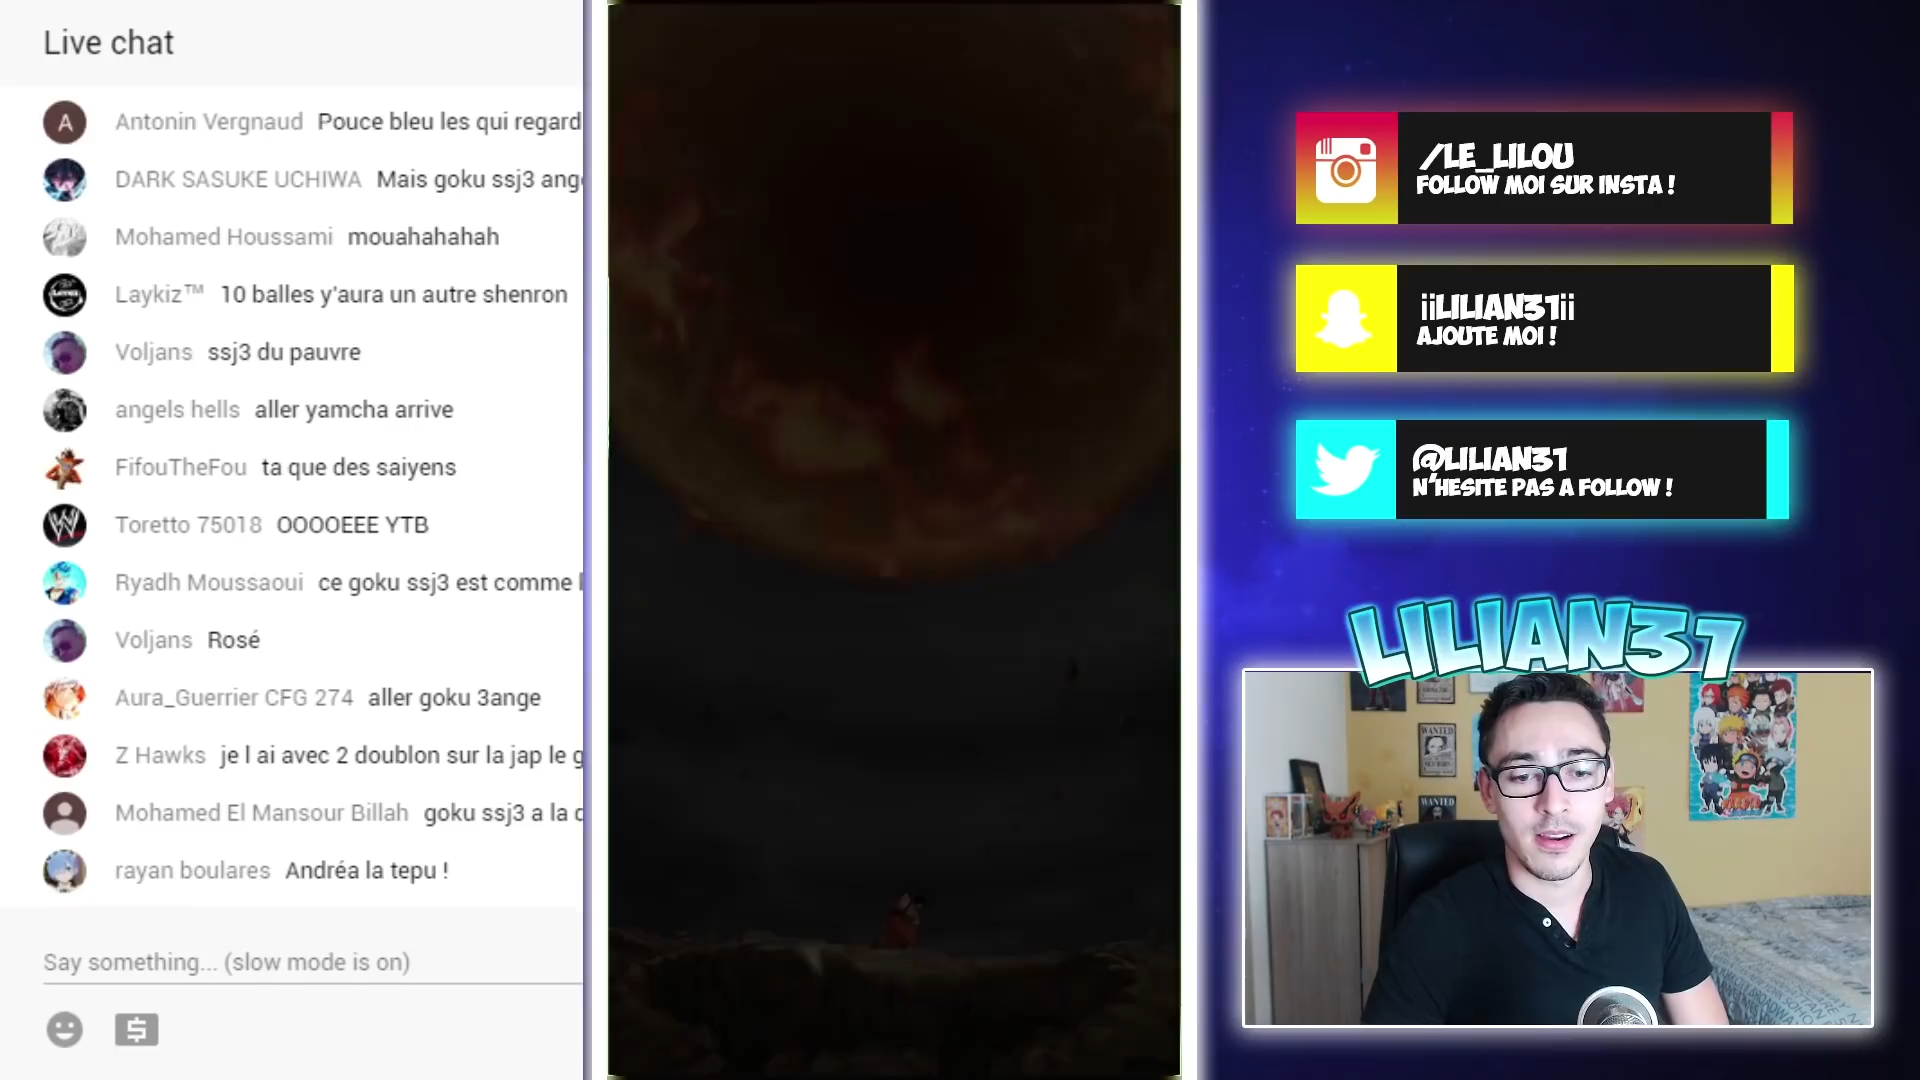 Live chat
Antonin Vergnaud Pouce bleu les qui regard
DARK SASUKE UCHIWA Mais goku ssj3 ang
Mohamed Houssami mouahahahah
Laykiz™ 10 balles y'aura un autre shenron
Voljans ssj3 du pauvre
angels hells aller yamcha arrive
FifouTheFou ta que des saiyens
Toretto 75018 OOOOEEE YTB
Ryadh Moussaoui ce goku ssj3 est comme
Voljans Rosé
Aura_Guerrier CFG 274 aller goku 3ange
Z Hawks je l ai avec 2 doublon sur la jap le g
Mohamed El Mansour Billah goku ssj3 a la
rayan boulares Andréa la tepu !
Say something... (slow mode is on)
/LE_LILOU
FOLLOW MOI SUR INSTA !
iiLILIAN31ii
AJOUTE MOI !
@LILIAN31
N'HESITE PAS A FOLLOW !
LILIAN31
WANTED
WANTED